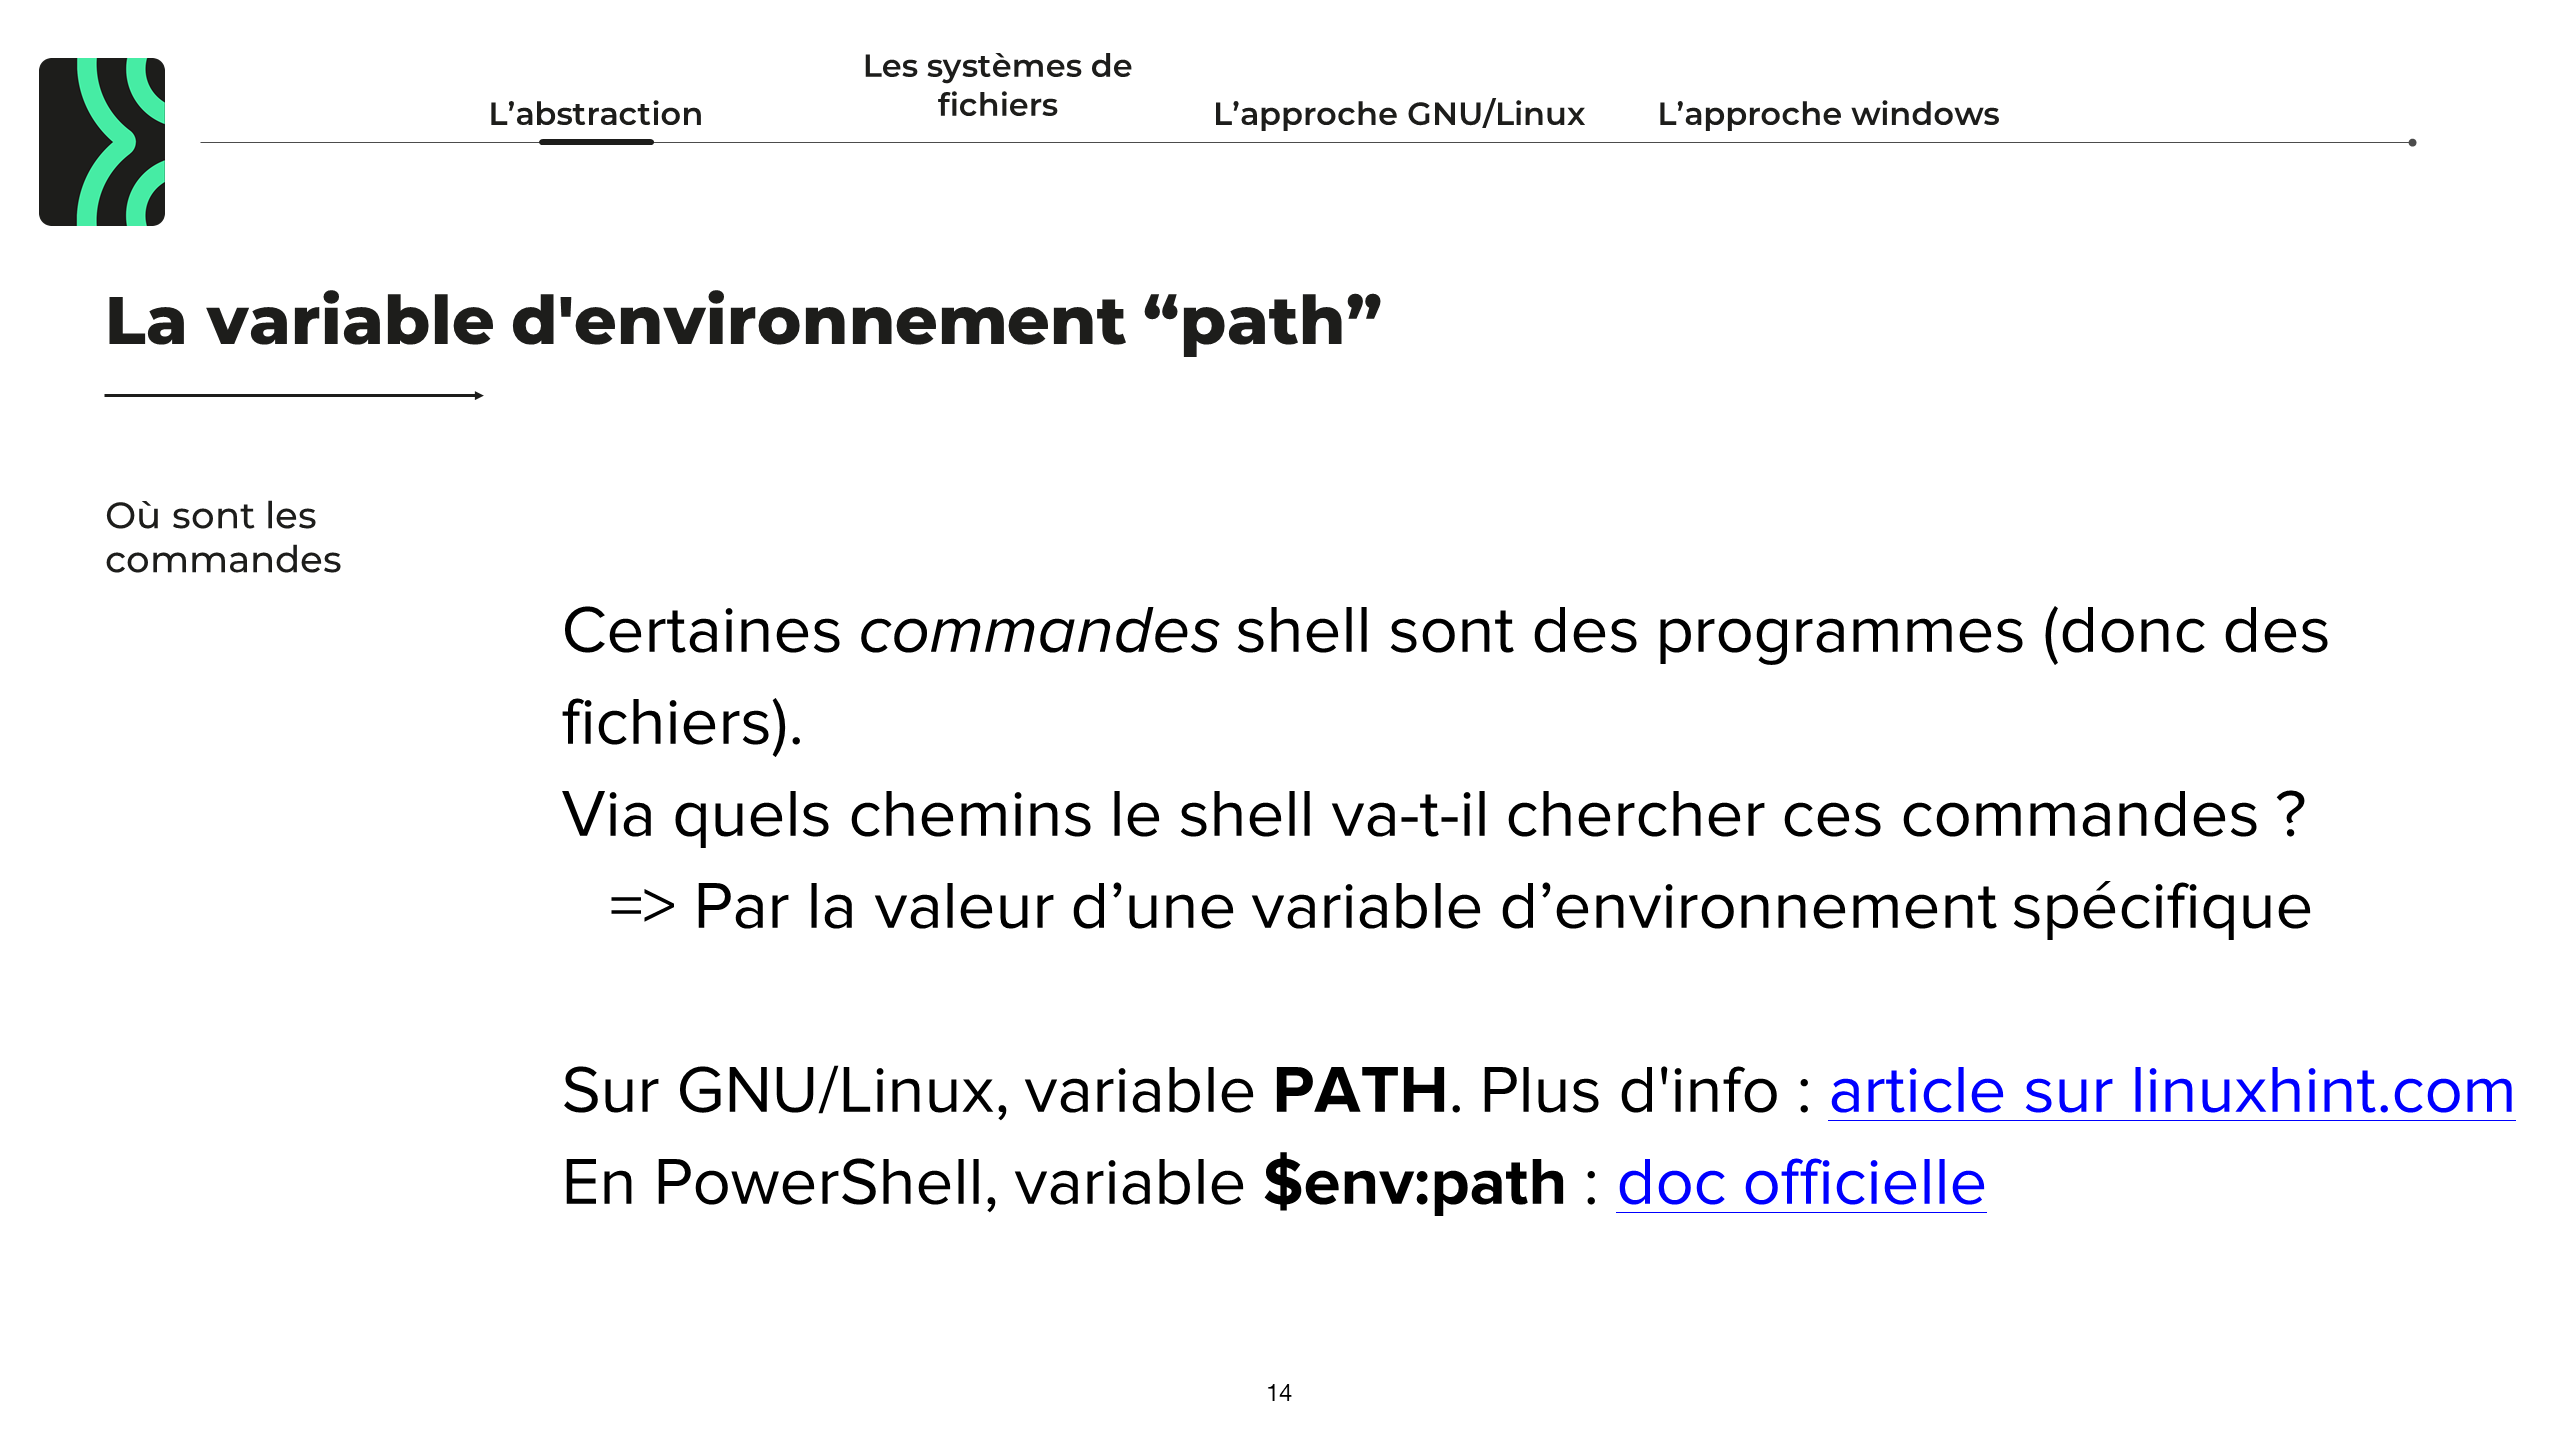 L’abstraction
Les systèmes de
fichiers
L’approche GNU/Linux
L’approche windows
La variable d'environnement “path”
Où sont les
commandes
Certaines commandes shell sont des programmes (donc des
fichiers).
Via quels chemins le shell va-t-il chercher ces commandes ?
=> Par la valeur d’une variable d’environnement spécifique
Sur GNU/Linux, variable PATH. Plus d'info : article sur linuxhint.com
En PowerShell, variable $env:path : doc officielle
14